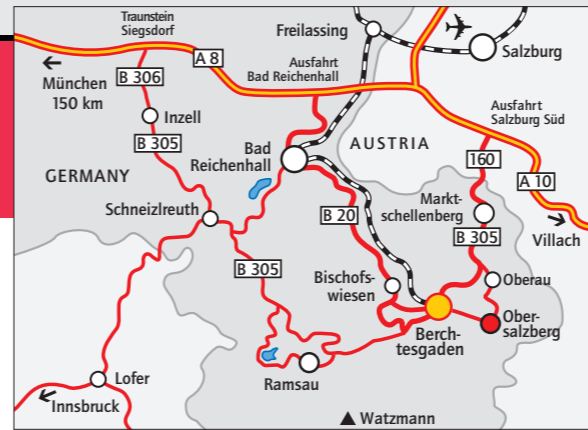 Traunstein
Siegsdorf
Freilassing
Salzburg
A 8
München
150 km
B 306
Ausfahrt
Bad Reichenhall
Inzell
Ausfahrt
Salzburg Süd
B 305
Bad
Reichenhall
AUSTRIA
160
GERMANY
A 10
Schneizlreuth
B 20
Markt-
schellenberg
B 305
Villach
B 305
Bischofs-
wiesen
Oberau
Ober-
salzberg
Berch-
tesgaden
Ramsau
Lofer
Innsbruck
Watzmann